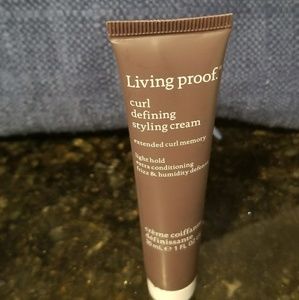 Living proof.
curl
defining
styling cream
extended curl memory
light hold
extra conditioning
frizz & humidity defense
crème coiffante
définissante
30 mL e 1 FL OZ